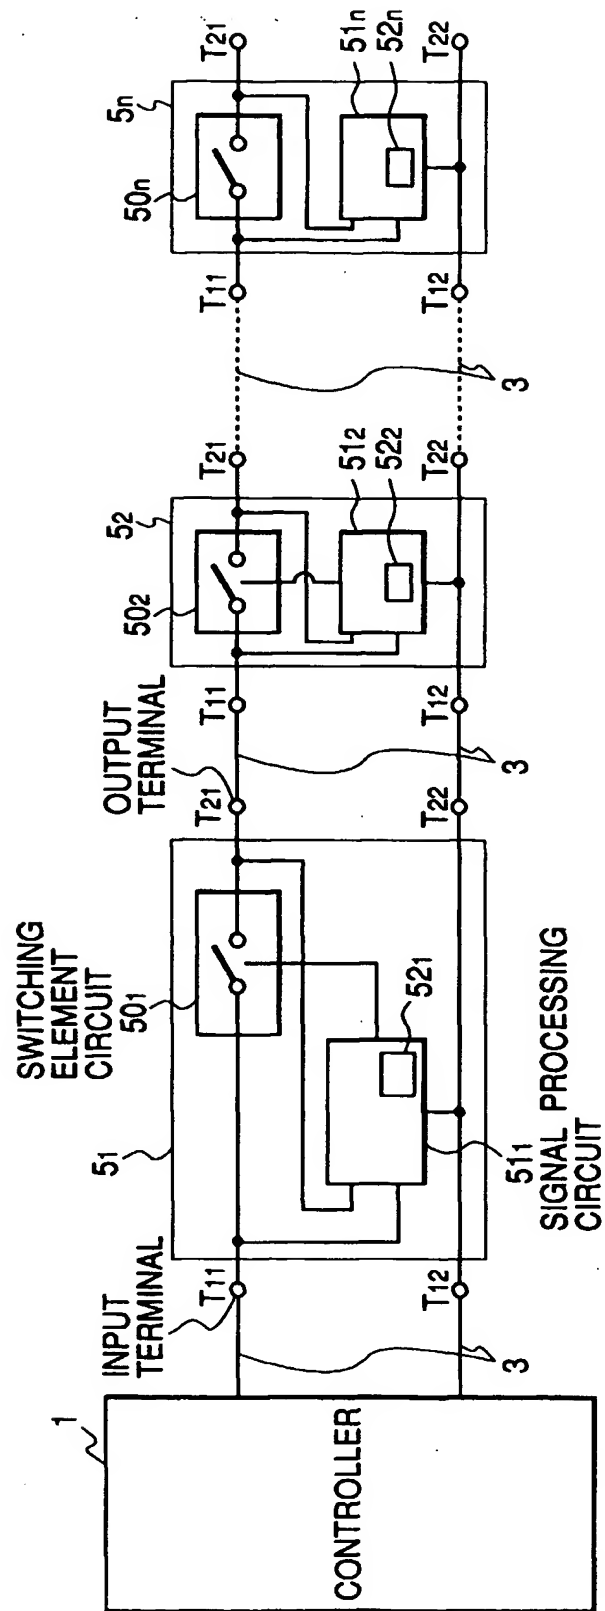 1
CONTROLLER
3
INPUT
TERMINAL
T11
T12
51
SWITCHING
ELEMENT
CIRCUIT
501
521
511
SIGNAL PROCESSING
CIRCUIT
OUTPUT
TERMINAL
T21
T22
3
T11
T12
52
502
512
522
T21
T22
3
T11
T12
5n
50n
51n
52n
T21
T22